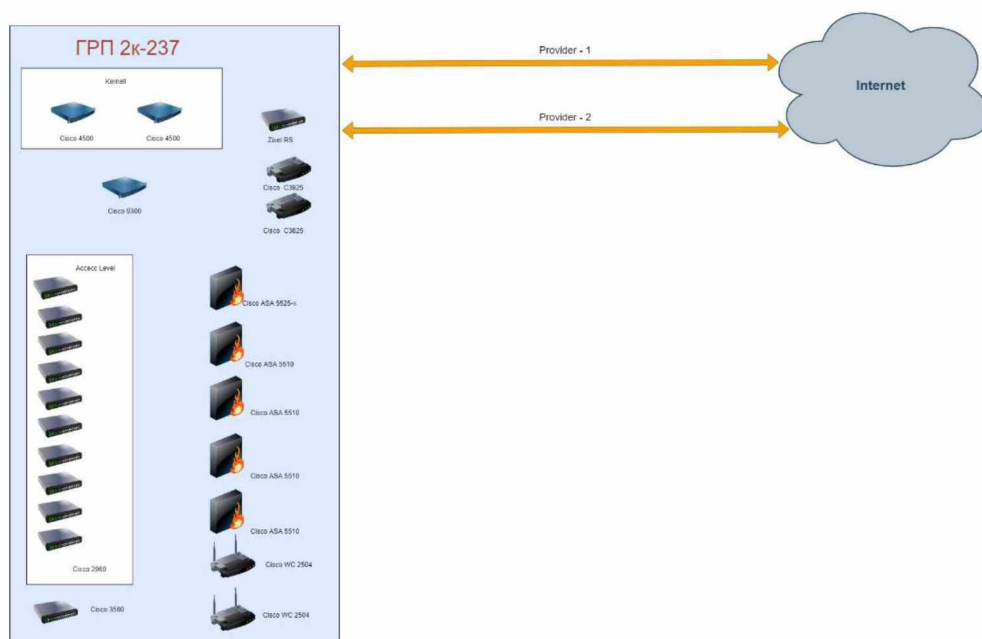 ГРП 2к-237
Provider - 1
Kernell
Internet
Cisco 4500
Cisco 4500
Provider - 2
Zixel RS
Cisco C3825
Cisco 9300
Cisco C3825
Accecc Level
Cisco ASA 5525-x
Cisco ASA 5510
Cisco ASA 5510
Cisco ASA 5510
Cisco ASA 5510
Cisco WC 2504
Cisco 2960
Cisco 3560
Cisco WC 2504